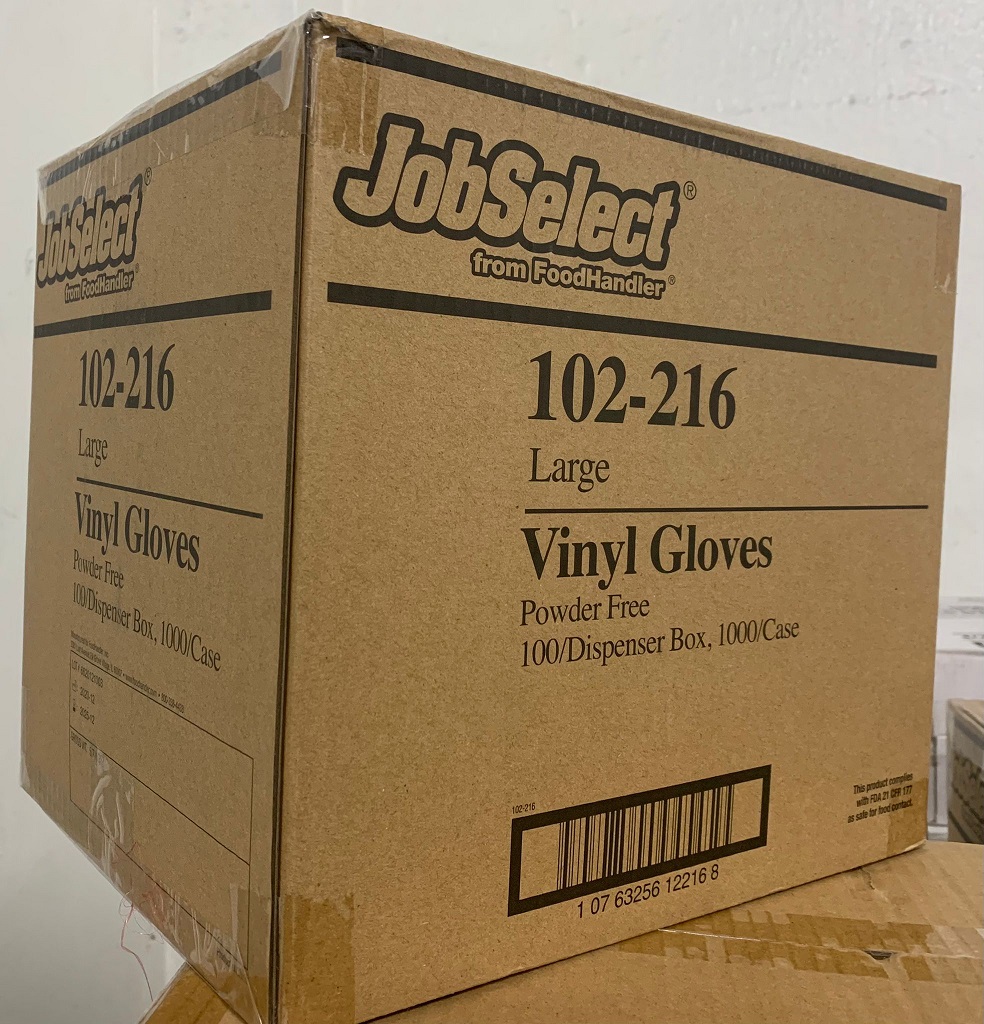 JobSelect®
from FoodHandler®
102-216
Large
Vinyl Gloves
Powder Free
100/Dispenser Box, 1000/Case
JobSelect®
from FoodHandler®
102-216
Large
Vinyl Gloves
Powder Free
100/Dispenser Box, 1000/Case
102-216
1 07 63256 12216 8
This product complies
with FDA 21 CFR 177
as safe for food contact.